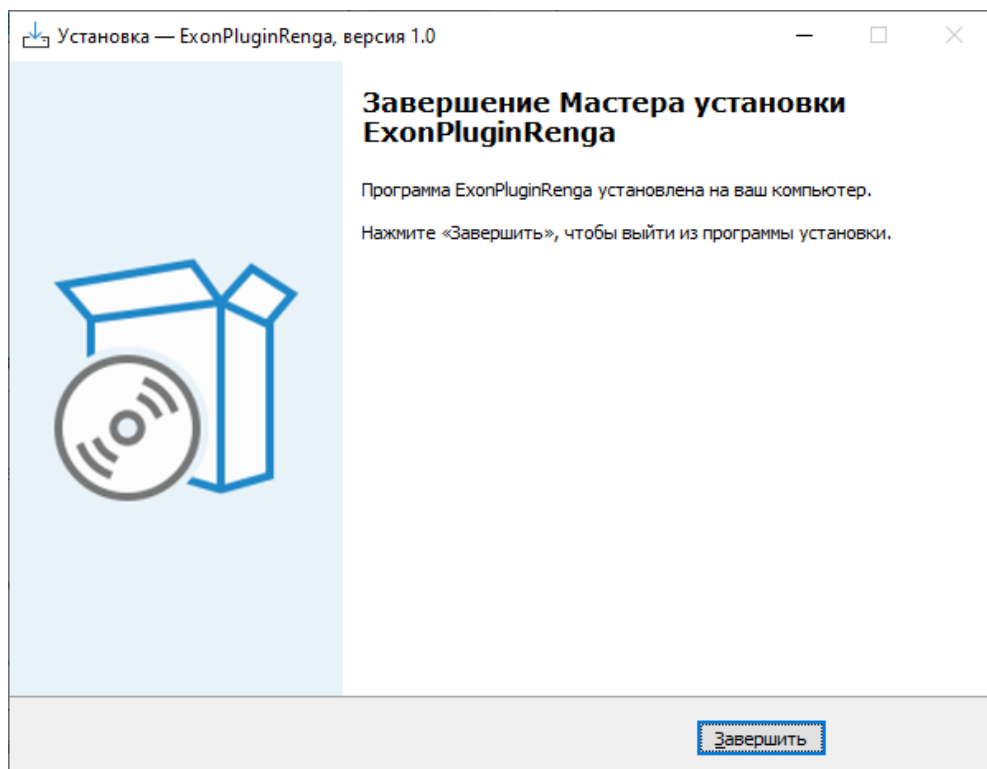 Установка — ExonPluginRenga, версия 1.0
Завершение Мастера установки
ExonPluginRenga
Программа ExonPluginRenga установлена на ваш компьютер.
Нажмите «Завершить», чтобы выйти из программы установки.
Завершить